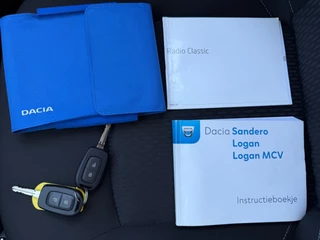 DACIA
Radio Classic
Dacia Sandero
Logan
Logan MCV
Instructieboekje